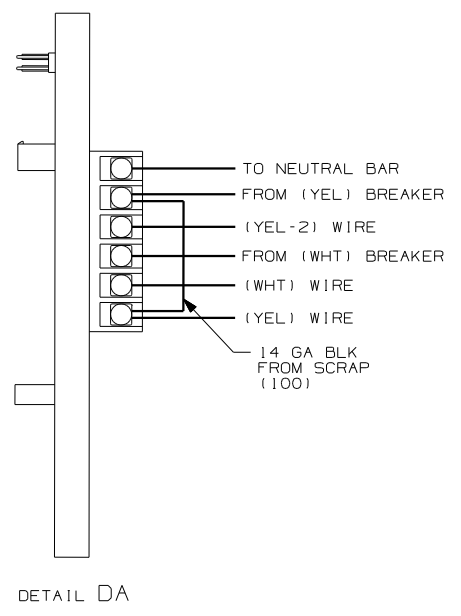 TO NEUTRAL BAR
FROM (YEL) BREAKER
(YEL-2) WIRE
FROM (WHT) BREAKER
(WHT) WIRE
(YEL) WIRE
14 GA BLK
FROM SCRAP
(100)
DETAIL DA